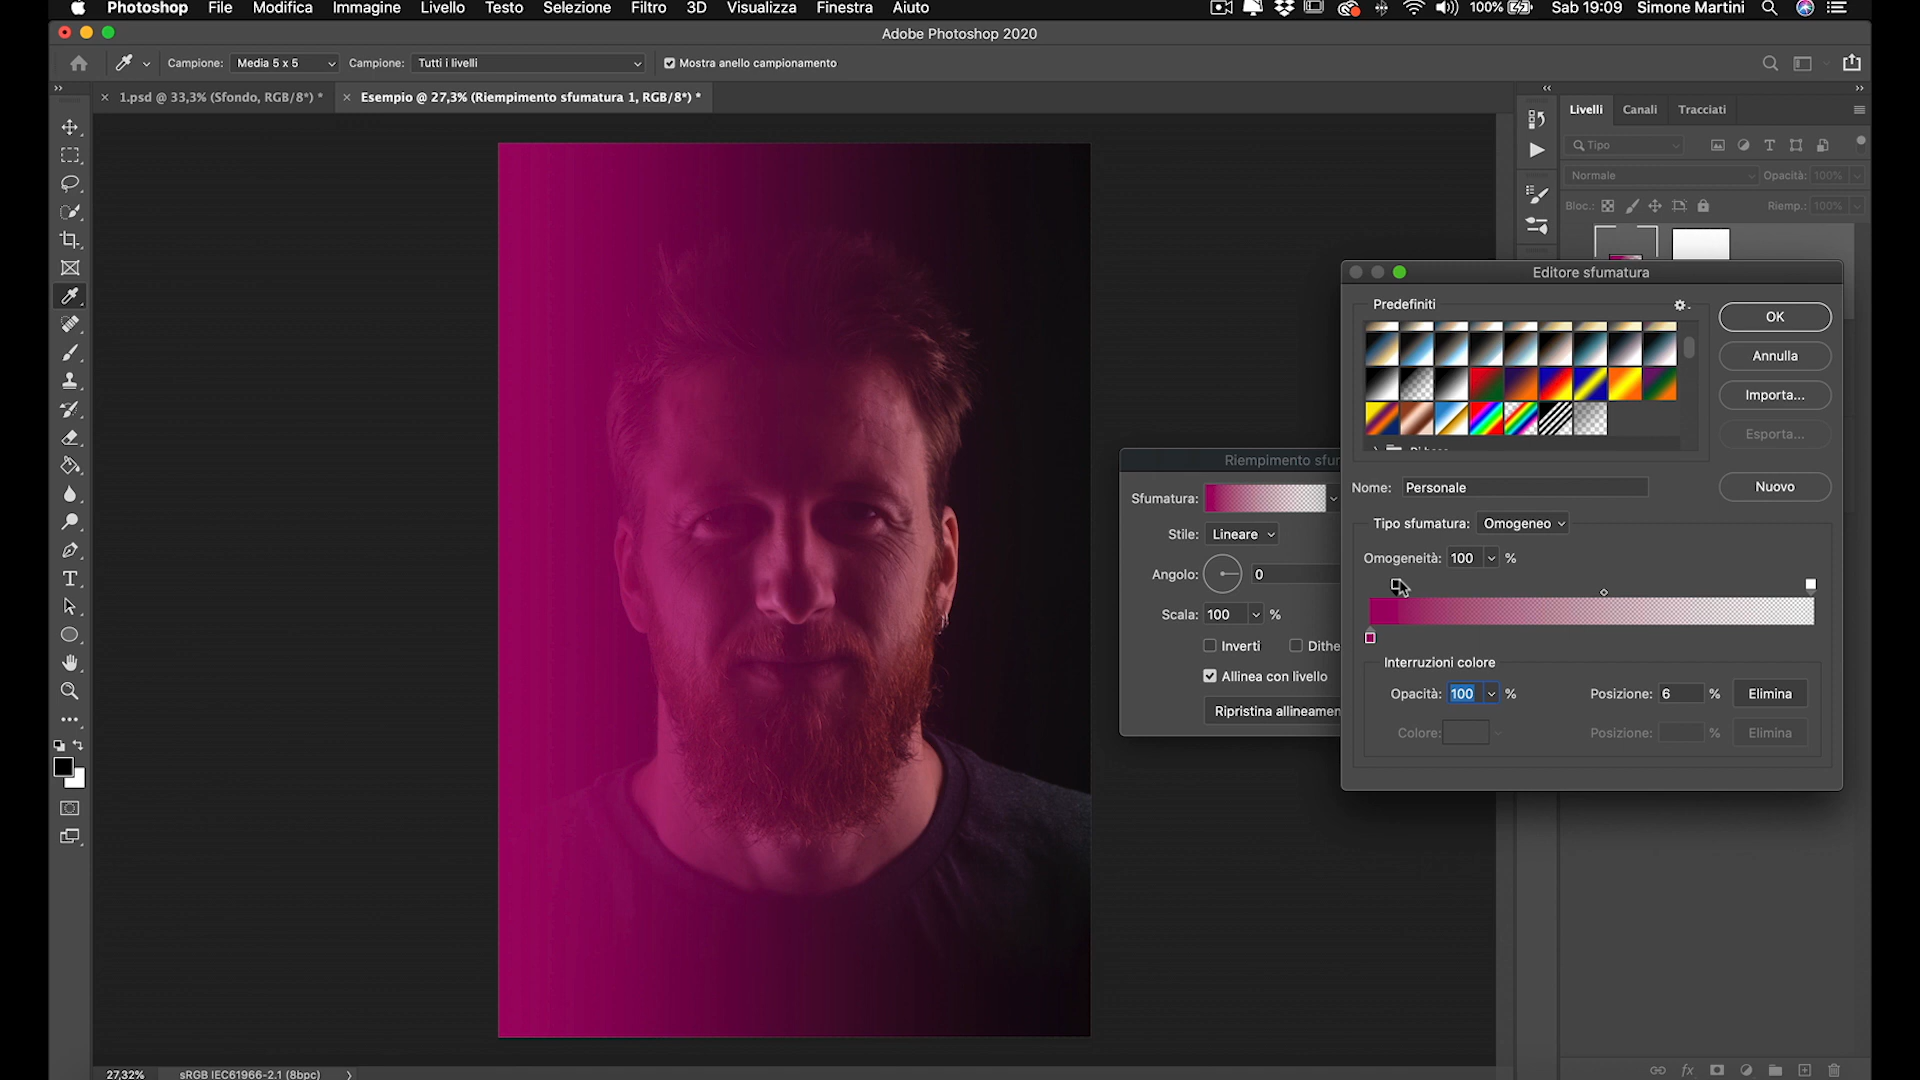 Photoshop File Modifica Immagine Livello Testo Selezione Filtro 3D Visualizza Finestra Aiuto 100% Sab 19:09 Simone Martini
Adobe Photoshop 2020
Campione: Media 5 x 5 Campione: Tutti i livelli Mostra anello campionamento
1.psd @ 33,3% (Sfondo, RGB/8*) * Esempio @ 27,3% (Riempimento sfumatura 1, RGB/8*) *
Livelli Canali Tracciati
Tipo
Normale Opacità: 100%
Bloc.: Riemp.: 100%
Editore sfumatura
Predefiniti
OK
Annulla
Importa...
Esporta...
Nome: Personale
Nuovo
Tipo sfumatura: Omogeneo
Omogeneità: 100 %
Interruzioni colore
Opacità: 100 % Posizione: 6 % Elimina
Colore: Posizione: % Elimina
Riempimento sfu
Sfumatura:
Stile: Lineare
Angolo: 0
Scala: 100 %
Inverti Dithe
Allinea con livello
Ripristina allineamen
27,32% sRGB IEC61966-2.1 (8bpc)
fx